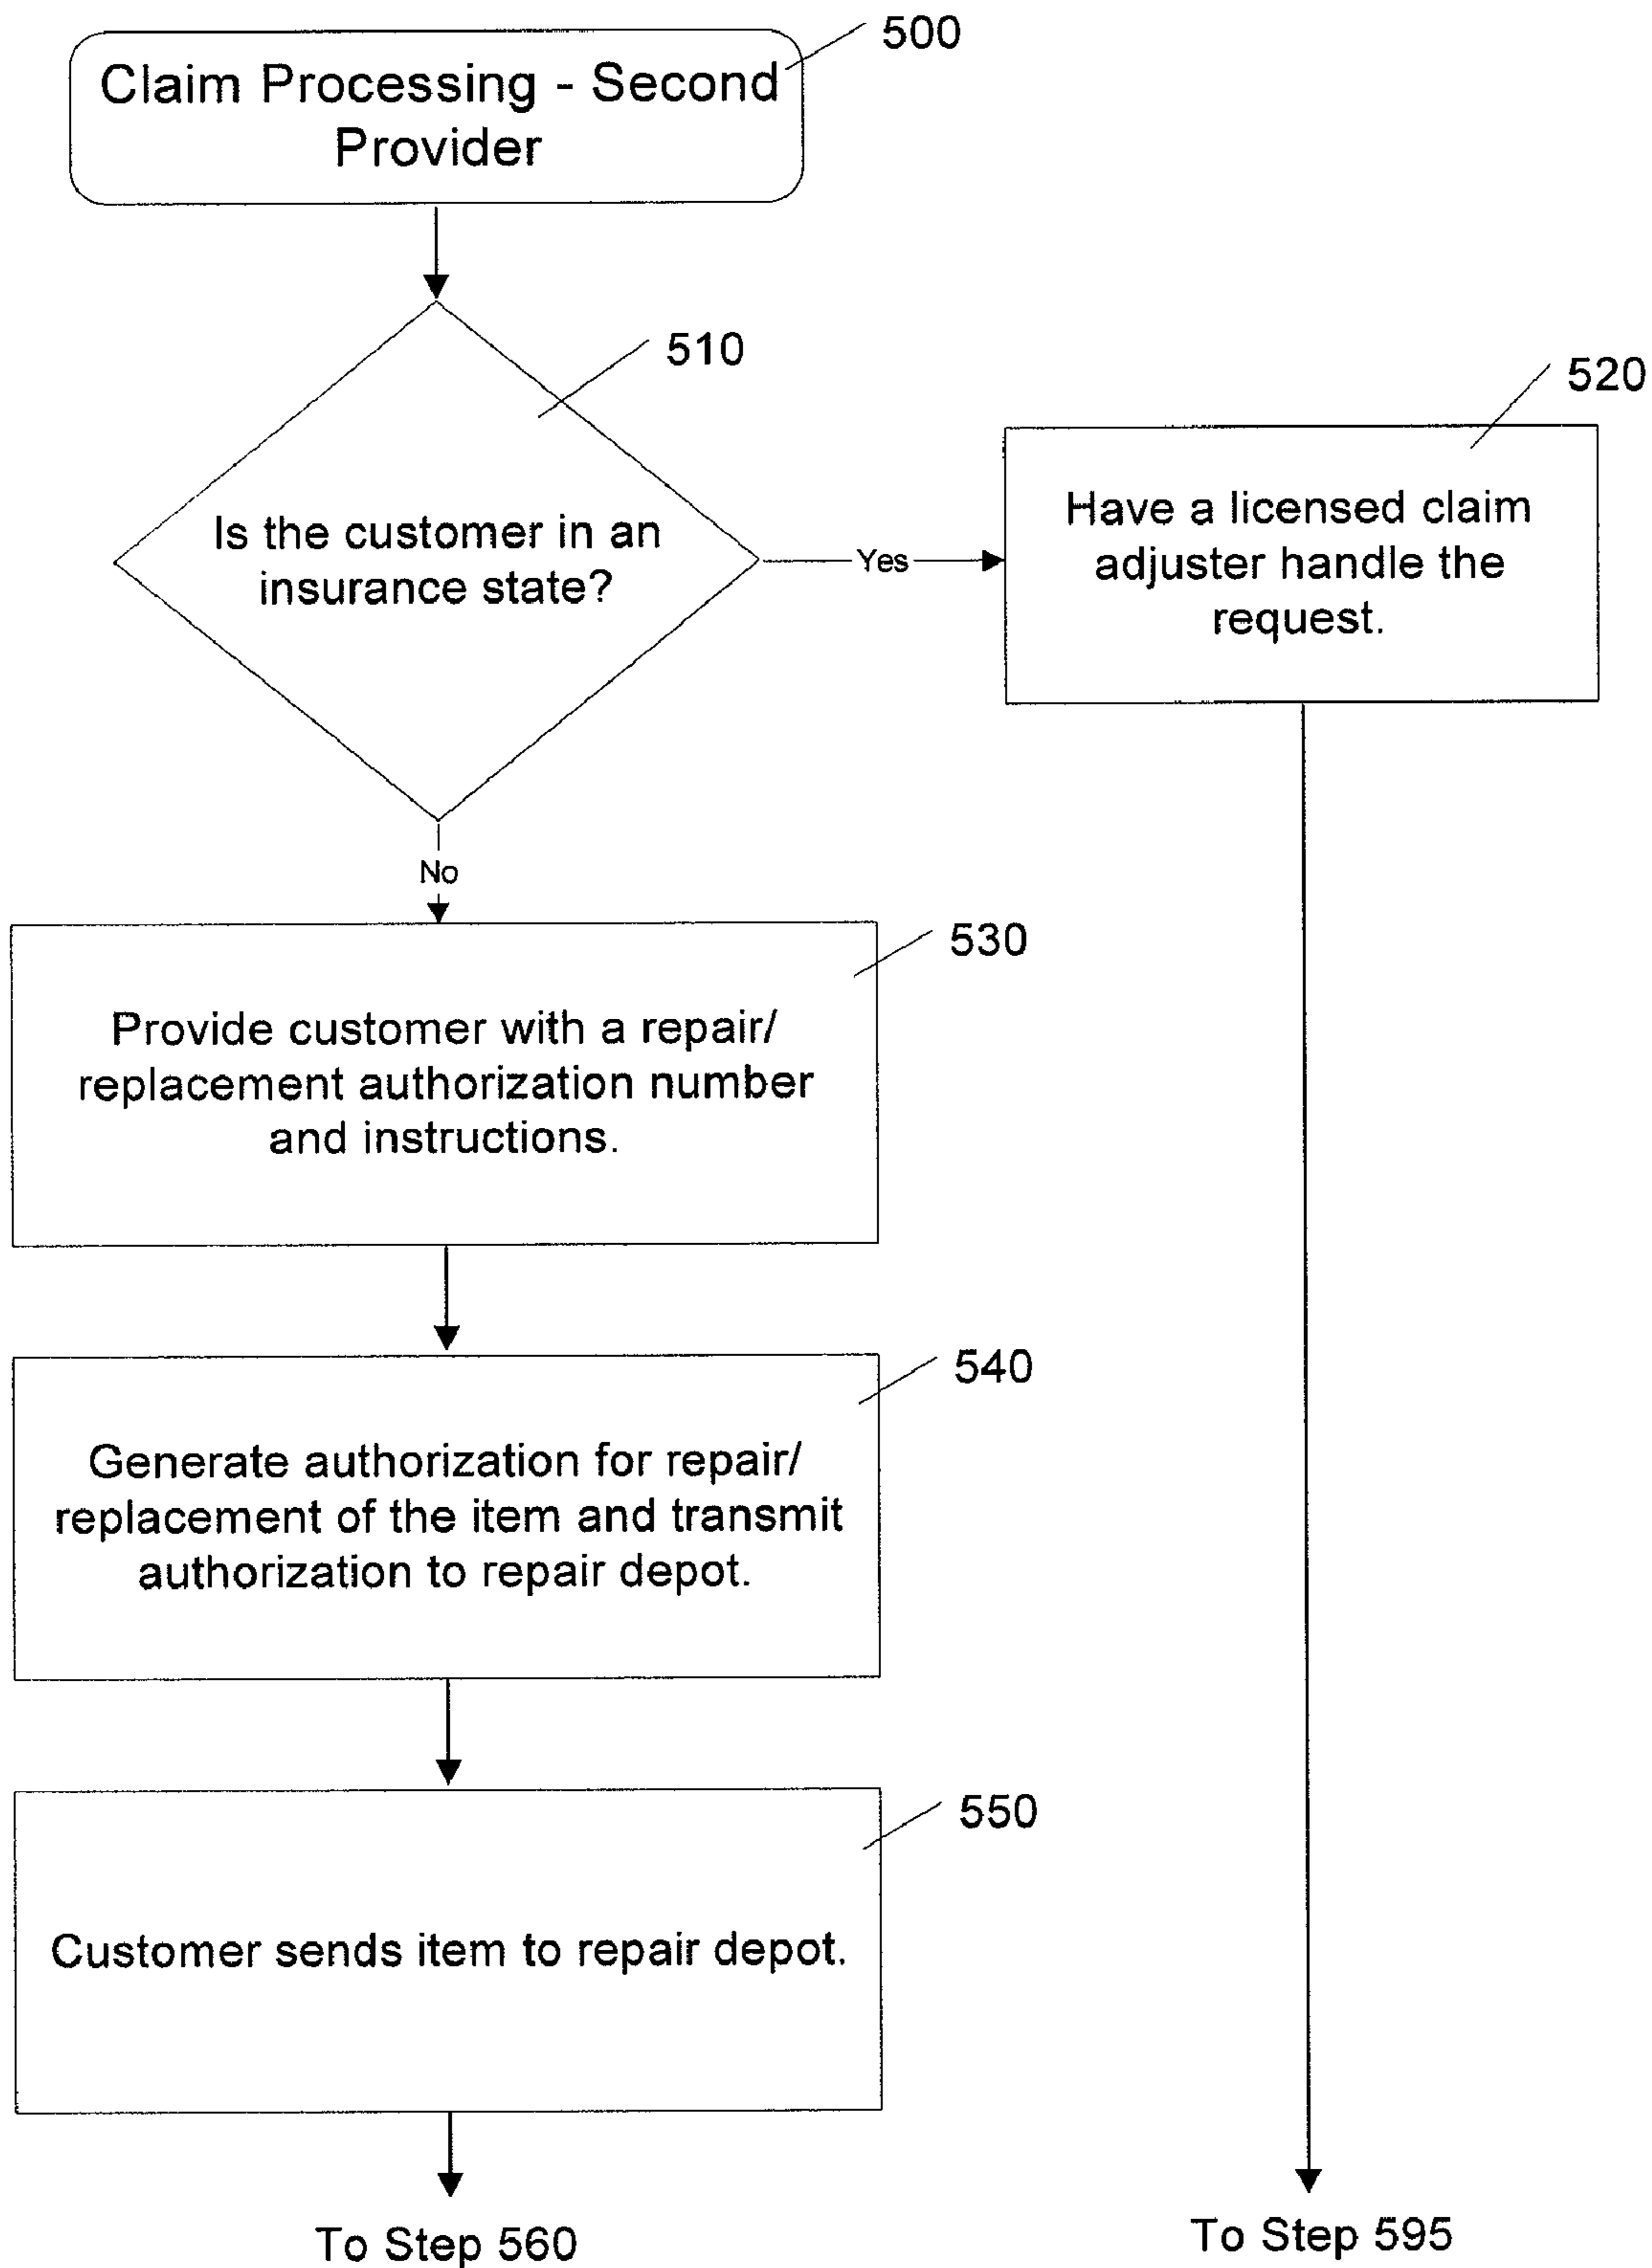 500
Claim Processing - Second
Provider
510
Is the customer in an
insurance state?
Yes
520
Have a licensed claim
adjuster handle the
request.
No
530
Provide customer with a repair/
replacement authorization number
and instructions.
540
Generate authorization for repair/
replacement of the item and transmit
authorization to repair depot.
550
Customer sends item to repair depot.
To Step 560
To Step 595